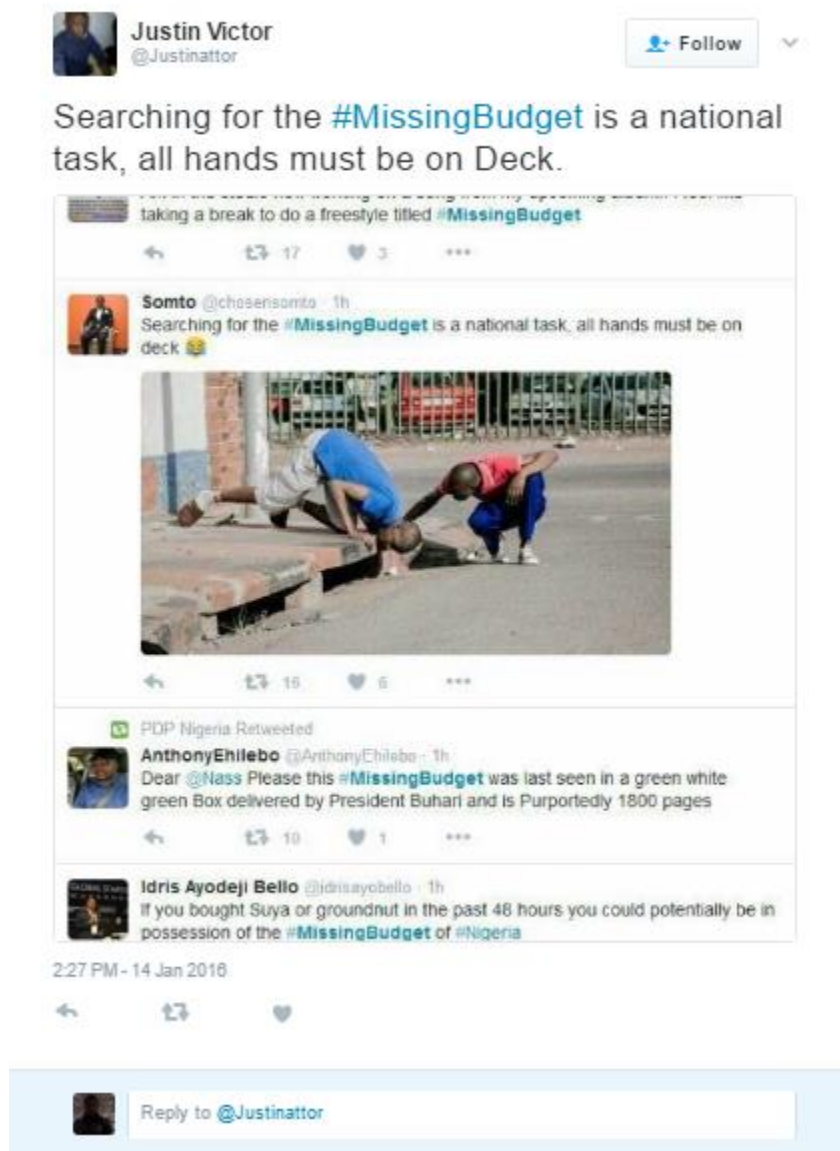 Justin Victor
@Justinattor
Follow
Searching for the #MissingBudget is a national
task, all hands must be on Deck.
taking a break to do a freestyle titled #MissingBudget
17 3
Somto @chosensomto · 1h
Searching for the #MissingBudget is a national task, all hands must be on
deck 😂
16 6
PDP Nigeria Retweeted
AnthonyEhilebo @AnthonyEhilebo · 1h
Dear @Nass Please this #MissingBudget was last seen in a green white
green Box delivered by President Buhari and is Purportedly 1800 pages
10 1
Idris Ayodeji Bello @idrisayobello · 1h
If you bought Suya or groundnut in the past 48 hours you could potentially be in
possession of the #MissingBudget of #Nigeria
2:27 PM - 14 Jan 2016
Reply to @Justinattor